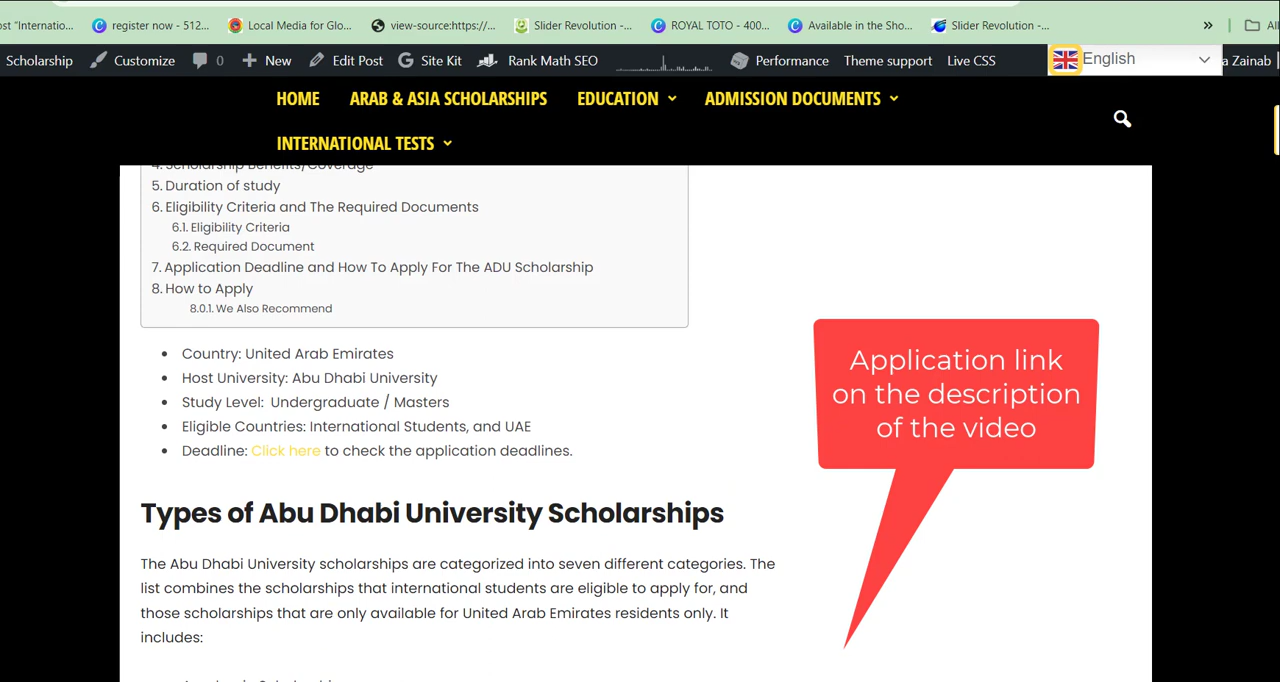 ost "Internatio...
register now - 512...
Local Media for Glo...
view-source:https://...
Slider Revolution -...
ROYAL TOTO - 400...
Available in the Sho...
Slider Revolution -...
»
Al
Scholarship
Customize
0
New
Edit Post
Site Kit
Rank Math SEO
Performance
Theme support
Live CSS
English
a Zainab
HOME
ARAB & ASIA SCHOLARSHIPS
EDUCATION
ADMISSION DOCUMENTS
INTERNATIONAL TESTS
4. Scholarship Benefits/Coverage
5. Duration of study
6. Eligibility Criteria and The Required Documents
6.1. Eligibility Criteria
6.2. Required Document
7. Application Deadline and How To Apply For The ADU Scholarship
8. How to Apply
8.0.1. We Also Recommend
• Country: United Arab Emirates
• Host University: Abu Dhabi University
• Study Level: Undergraduate / Masters
• Eligible Countries: International Students, and UAE
• Deadline: Click here to check the application deadlines.
Application link
on the description
of the video
Types of Abu Dhabi University Scholarships
The Abu Dhabi University scholarships are categorized into seven different categories. The
list combines the scholarships that international students are eligible to apply for, and
those scholarships that are only available for United Arab Emirates residents only. It
includes: